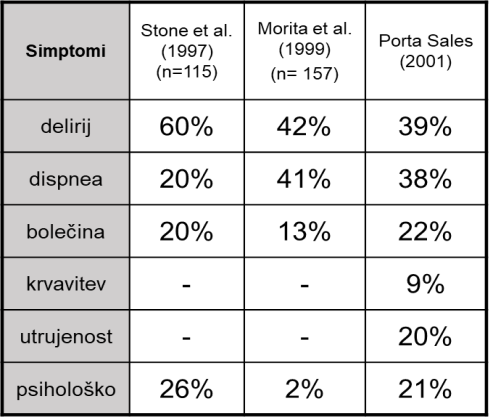 Simptomi Stone et al. (1997) (n=115) Morita et al. (1999) (n= 157) Porta Sales (2001)
delirij 60% 42% 39%
dispnea 20% 41% 38%
bolečina 20% 13% 22%
krvavitev - - 9%
utrujenost - - 20%
psihološko 26% 2% 21%